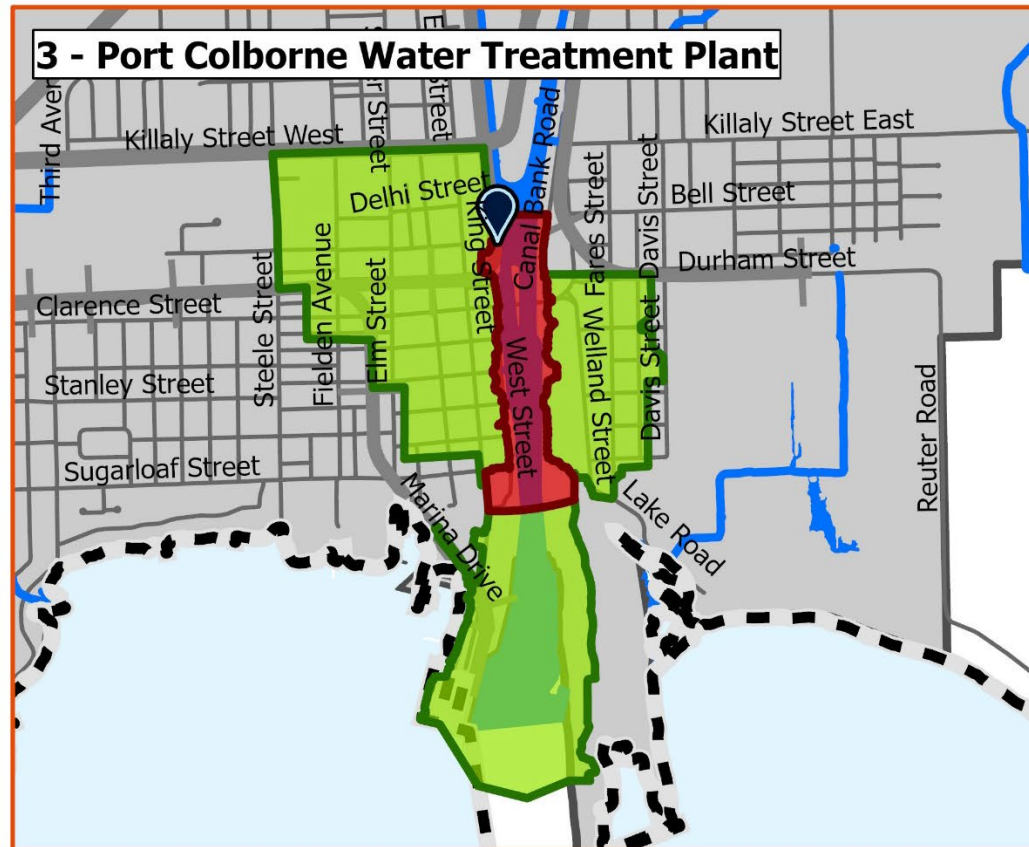 3 - Port Colborne Water Treatment Plant
Third Aven
Killaly Street West
er Street
E Street
Canal Bank Road
Killaly Street East
Delhi Street
King Street
Fares Street
Davis Street
Bell Street
Durham Street
Clarence Street
Steele Street
Fielden Avenue
Elm Street
West Street
Welland Street
Davis Street
Reuter Road
Stanley Street
Sugarloaf Street
Marina Drive
Lake Road